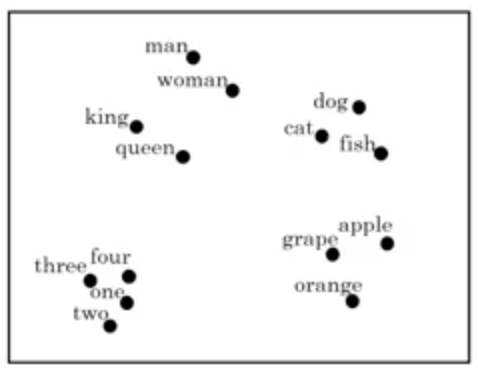 man
woman
king
queen
dog
cat
fish
apple
grape
orange
four
three
one
two